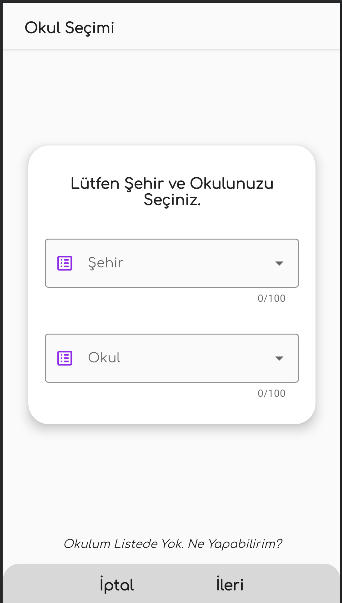 Okul Seçimi
Lütfen Şehir ve Okulunuzu
Seçiniz.
Şehir
0/100
Okul
0/100
Okulum Listede Yok. Ne Yapabilirim?
İptal
İleri